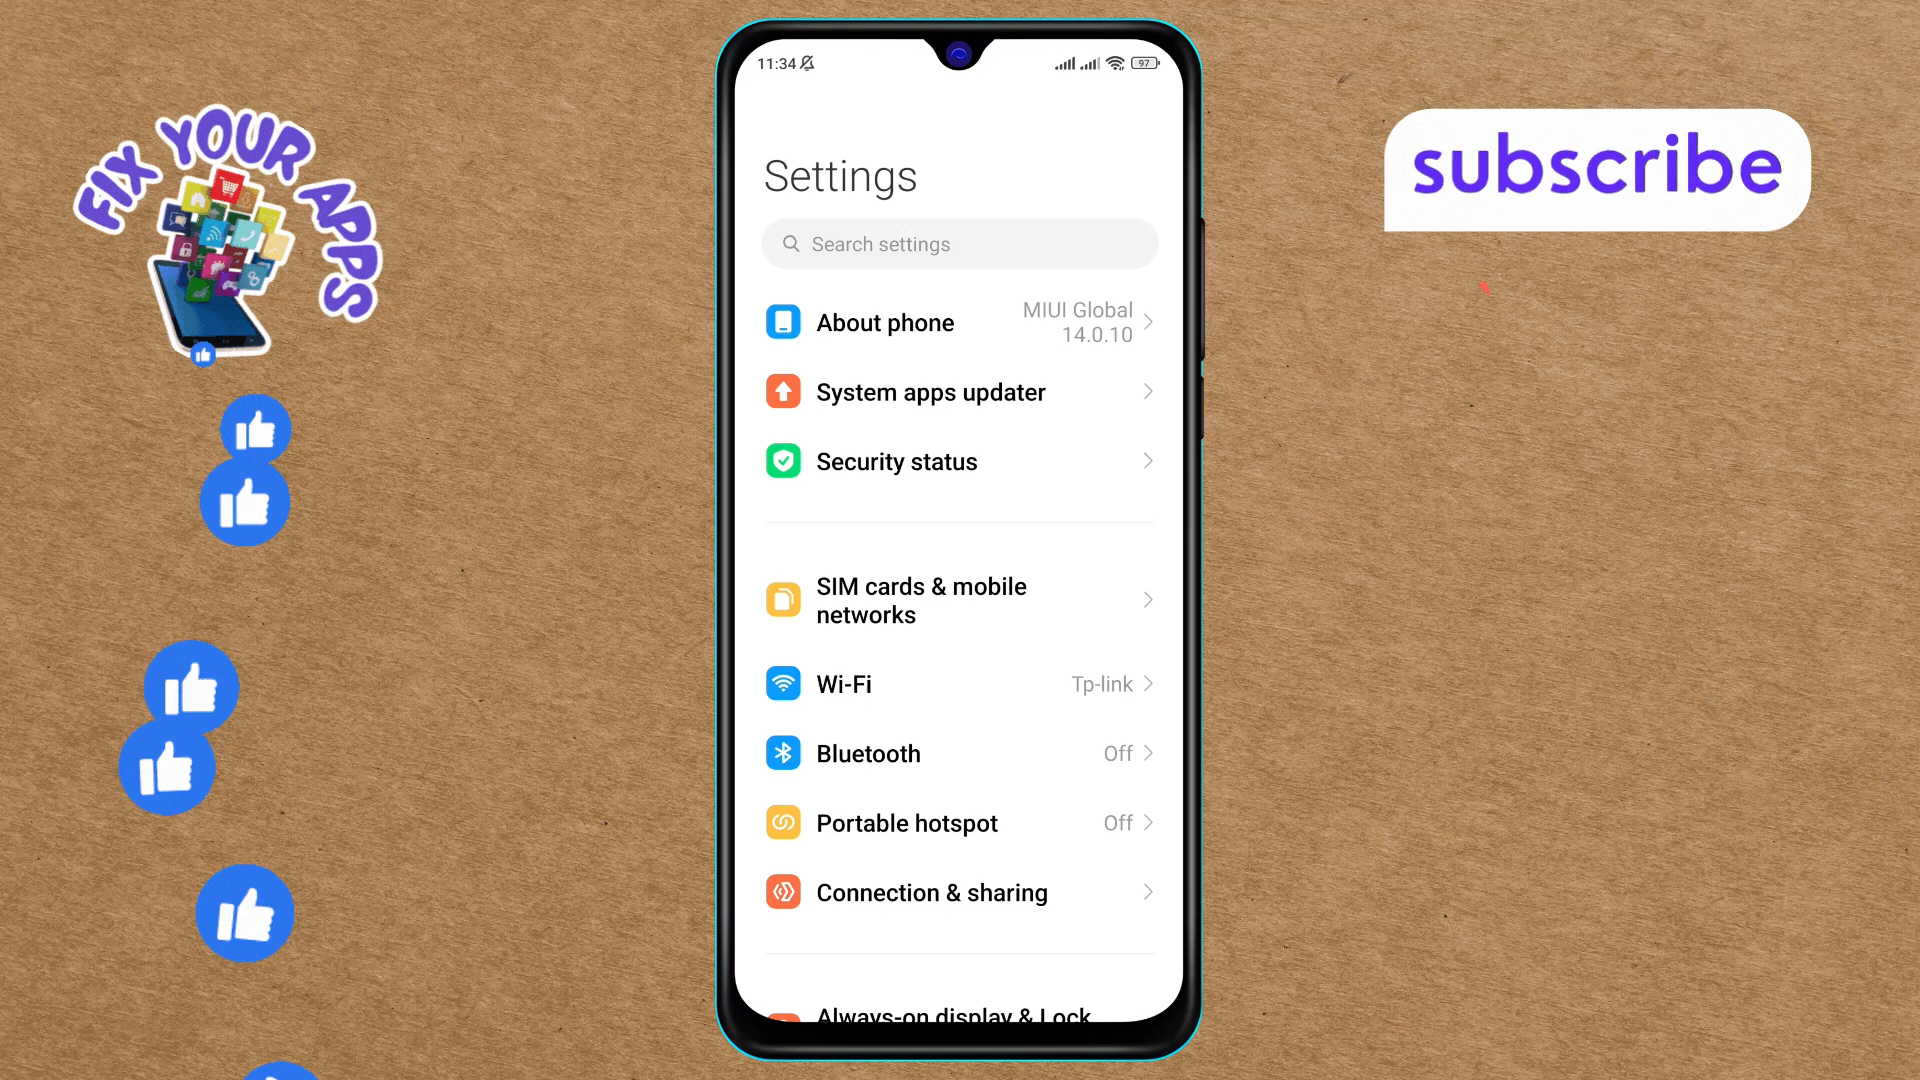 FIX YOUR APPS
subscribe
11:34
97
Settings
Search settings
About phone
MIUI Global
14.0.10
System apps updater
Security status
SIM cards & mobile
networks
Wi-Fi
Tp-link
Bluetooth
Off
Portable hotspot
Off
Connection & sharing
Always-on display & Lock